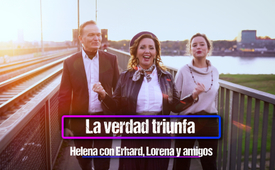 La verdad triunfa
Helena con Erhard, Lorena y amigos